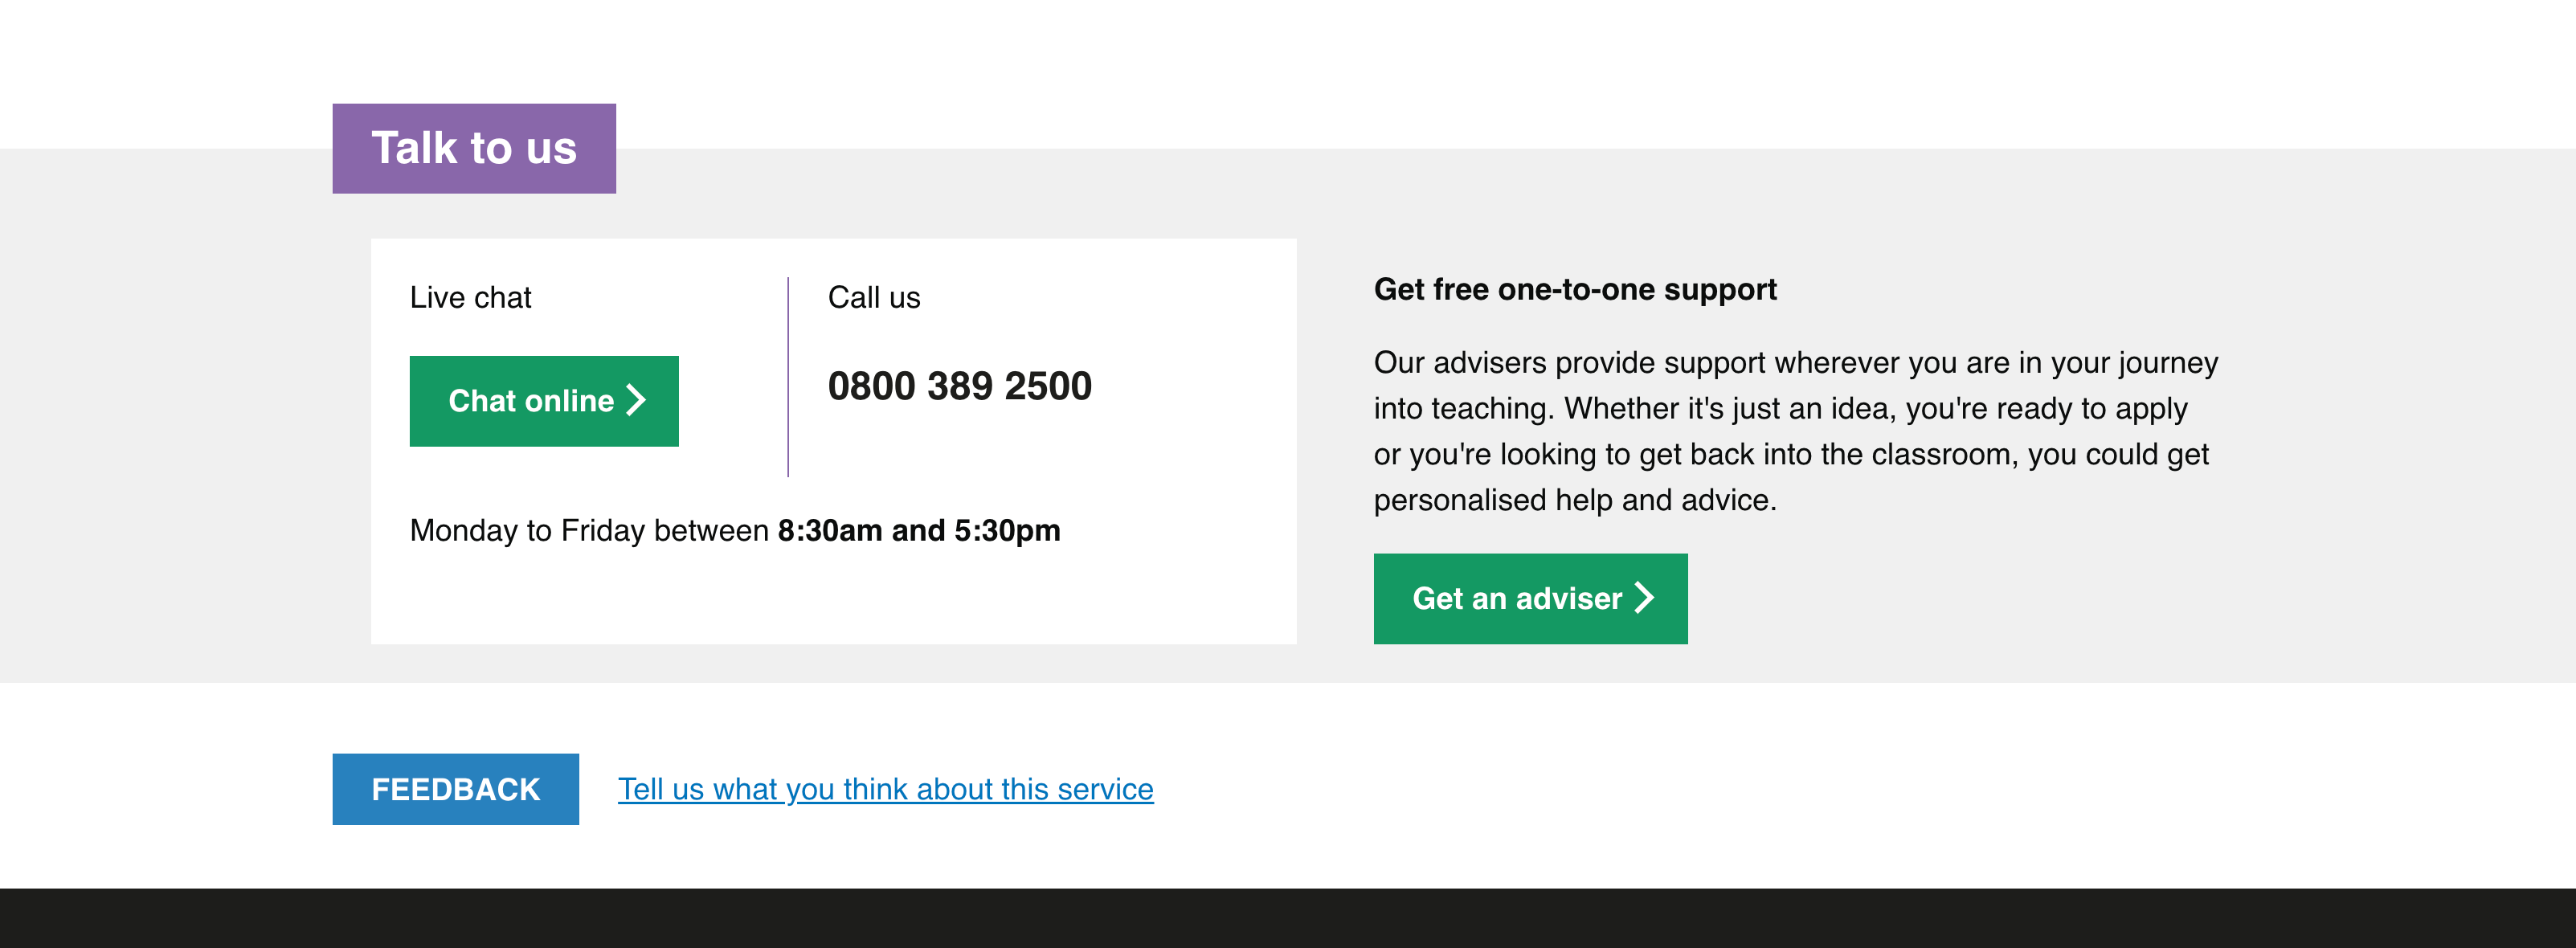 Talk to us
Live chat
Chat online
Call us
0800 389 2500
Monday to Friday between 8:30am and 5:30pm
Get free one-to-one support
Our advisers provide support wherever you are in your journey
into teaching. Whether it's just an idea, you're ready to apply
or you're looking to get back into the classroom, you could get
personalised help and advice.
Get an adviser
FEEDBACK
Tell us what you think about this service